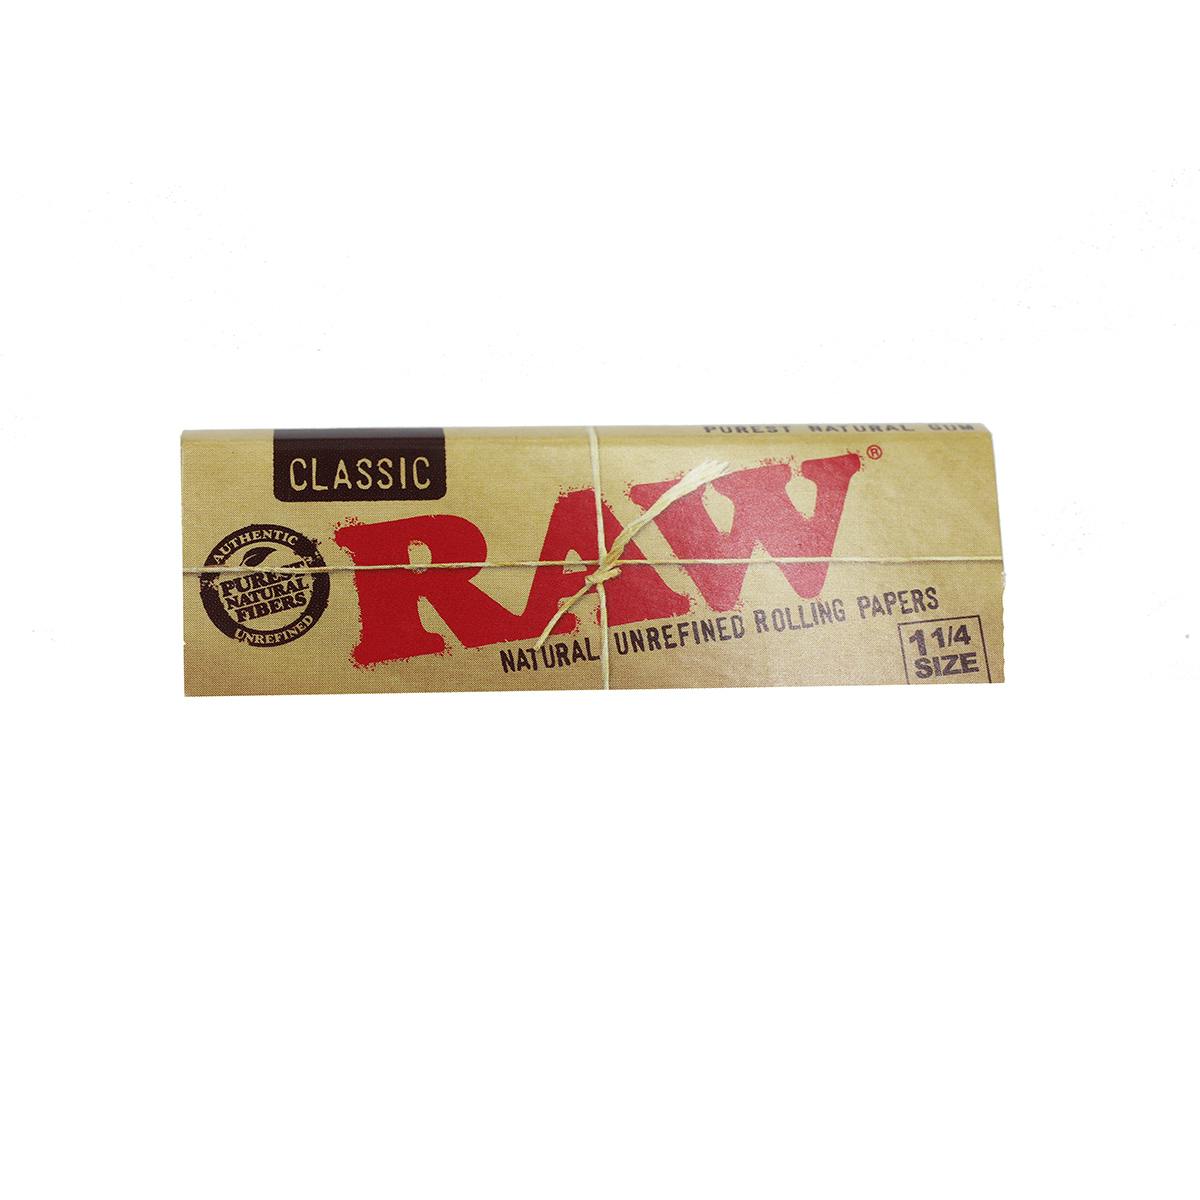 PUREST NATURAL GUM
CLASSIC
RAW®
AUTHENTIC
PUREST
NATURAL
FIBERS
UNREFINED
NATURAL UNREFINED ROLLING PAPERS
1 1/4
SIZE